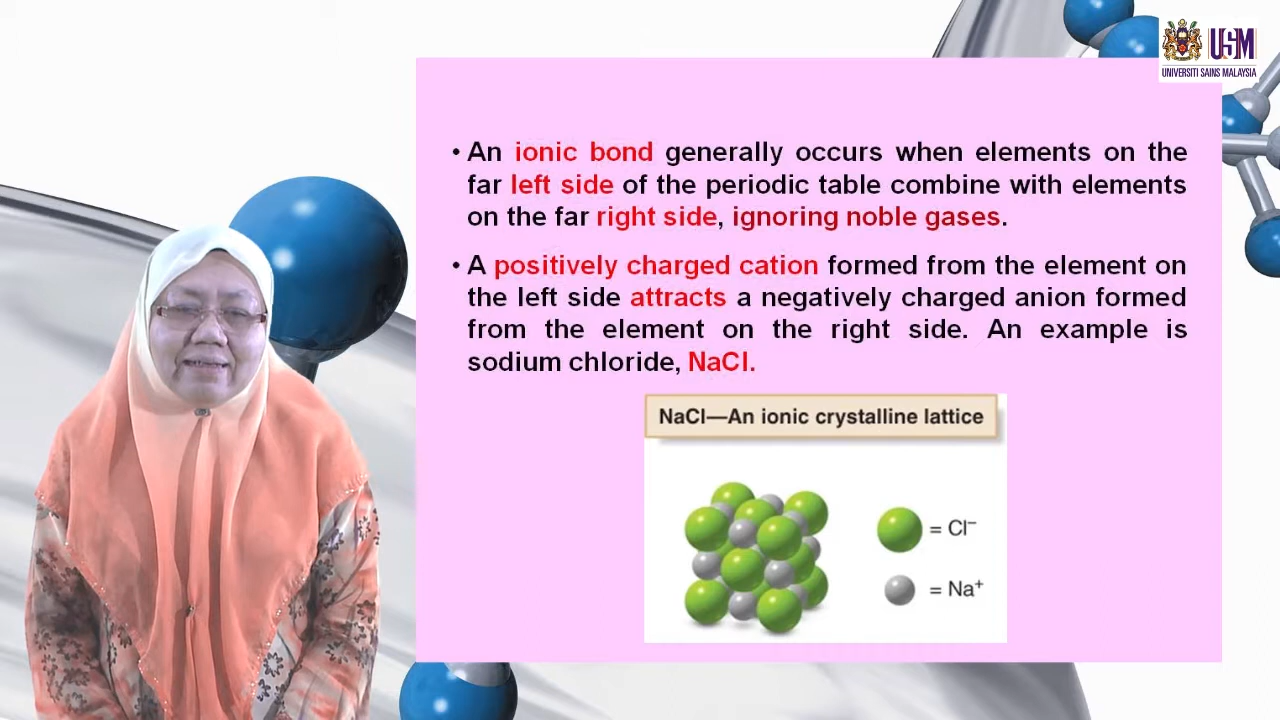 USM
UNIVERSITI SAINS MALAYSIA
• An ionic bond generally occurs when elements on the
far left side of the periodic table combine with elements
on the far right side, ignoring noble gases.
• A positively charged cation formed from the element on
the left side attracts a negatively charged anion formed
from the element on the right side. An example is
sodium chloride, NaCl.
NaCl—An ionic crystalline lattice
= Cl⁻
= Na⁺